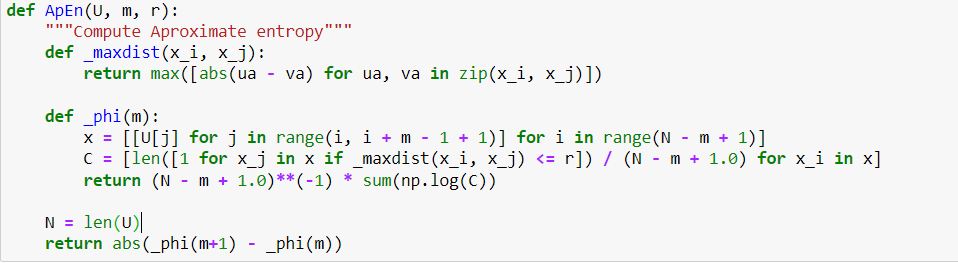 def ApEn(U, m, r):
    """Compute Aproximate entropy"""
    def _maxdist(x_i, x_j):
        return max([abs(ua - va) for ua, va in zip(x_i, x_j)])

    def _phi(m):
        x = [[U[j] for j in range(i, i + m - 1 + 1)] for i in range(N - m + 1)]
        C = [len([1 for x_j in x if _maxdist(x_i, x_j) <= r]) / (N - m + 1.0) for x_i in x]
        return (N - m + 1.0)**(-1) * sum(np.log(C))

    N = len(U)
    return abs(_phi(m+1) - _phi(m))